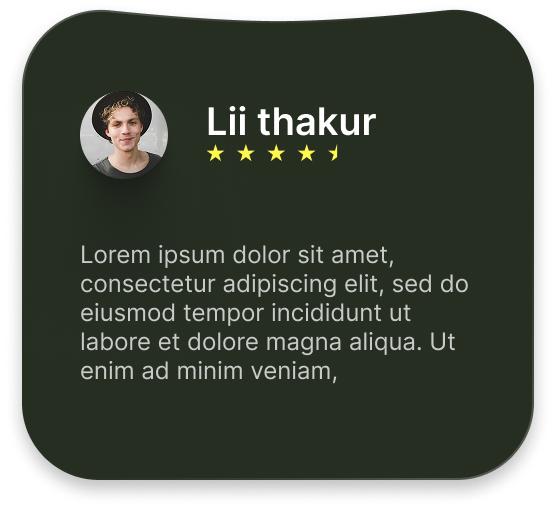 Lii thakur
Lorem ipsum dolor sit amet,
consectetur adipiscing elit, sed do
eiusmod tempor incididunt ut
labore et dolore magna aliqua. Ut
enim ad minim veniam,